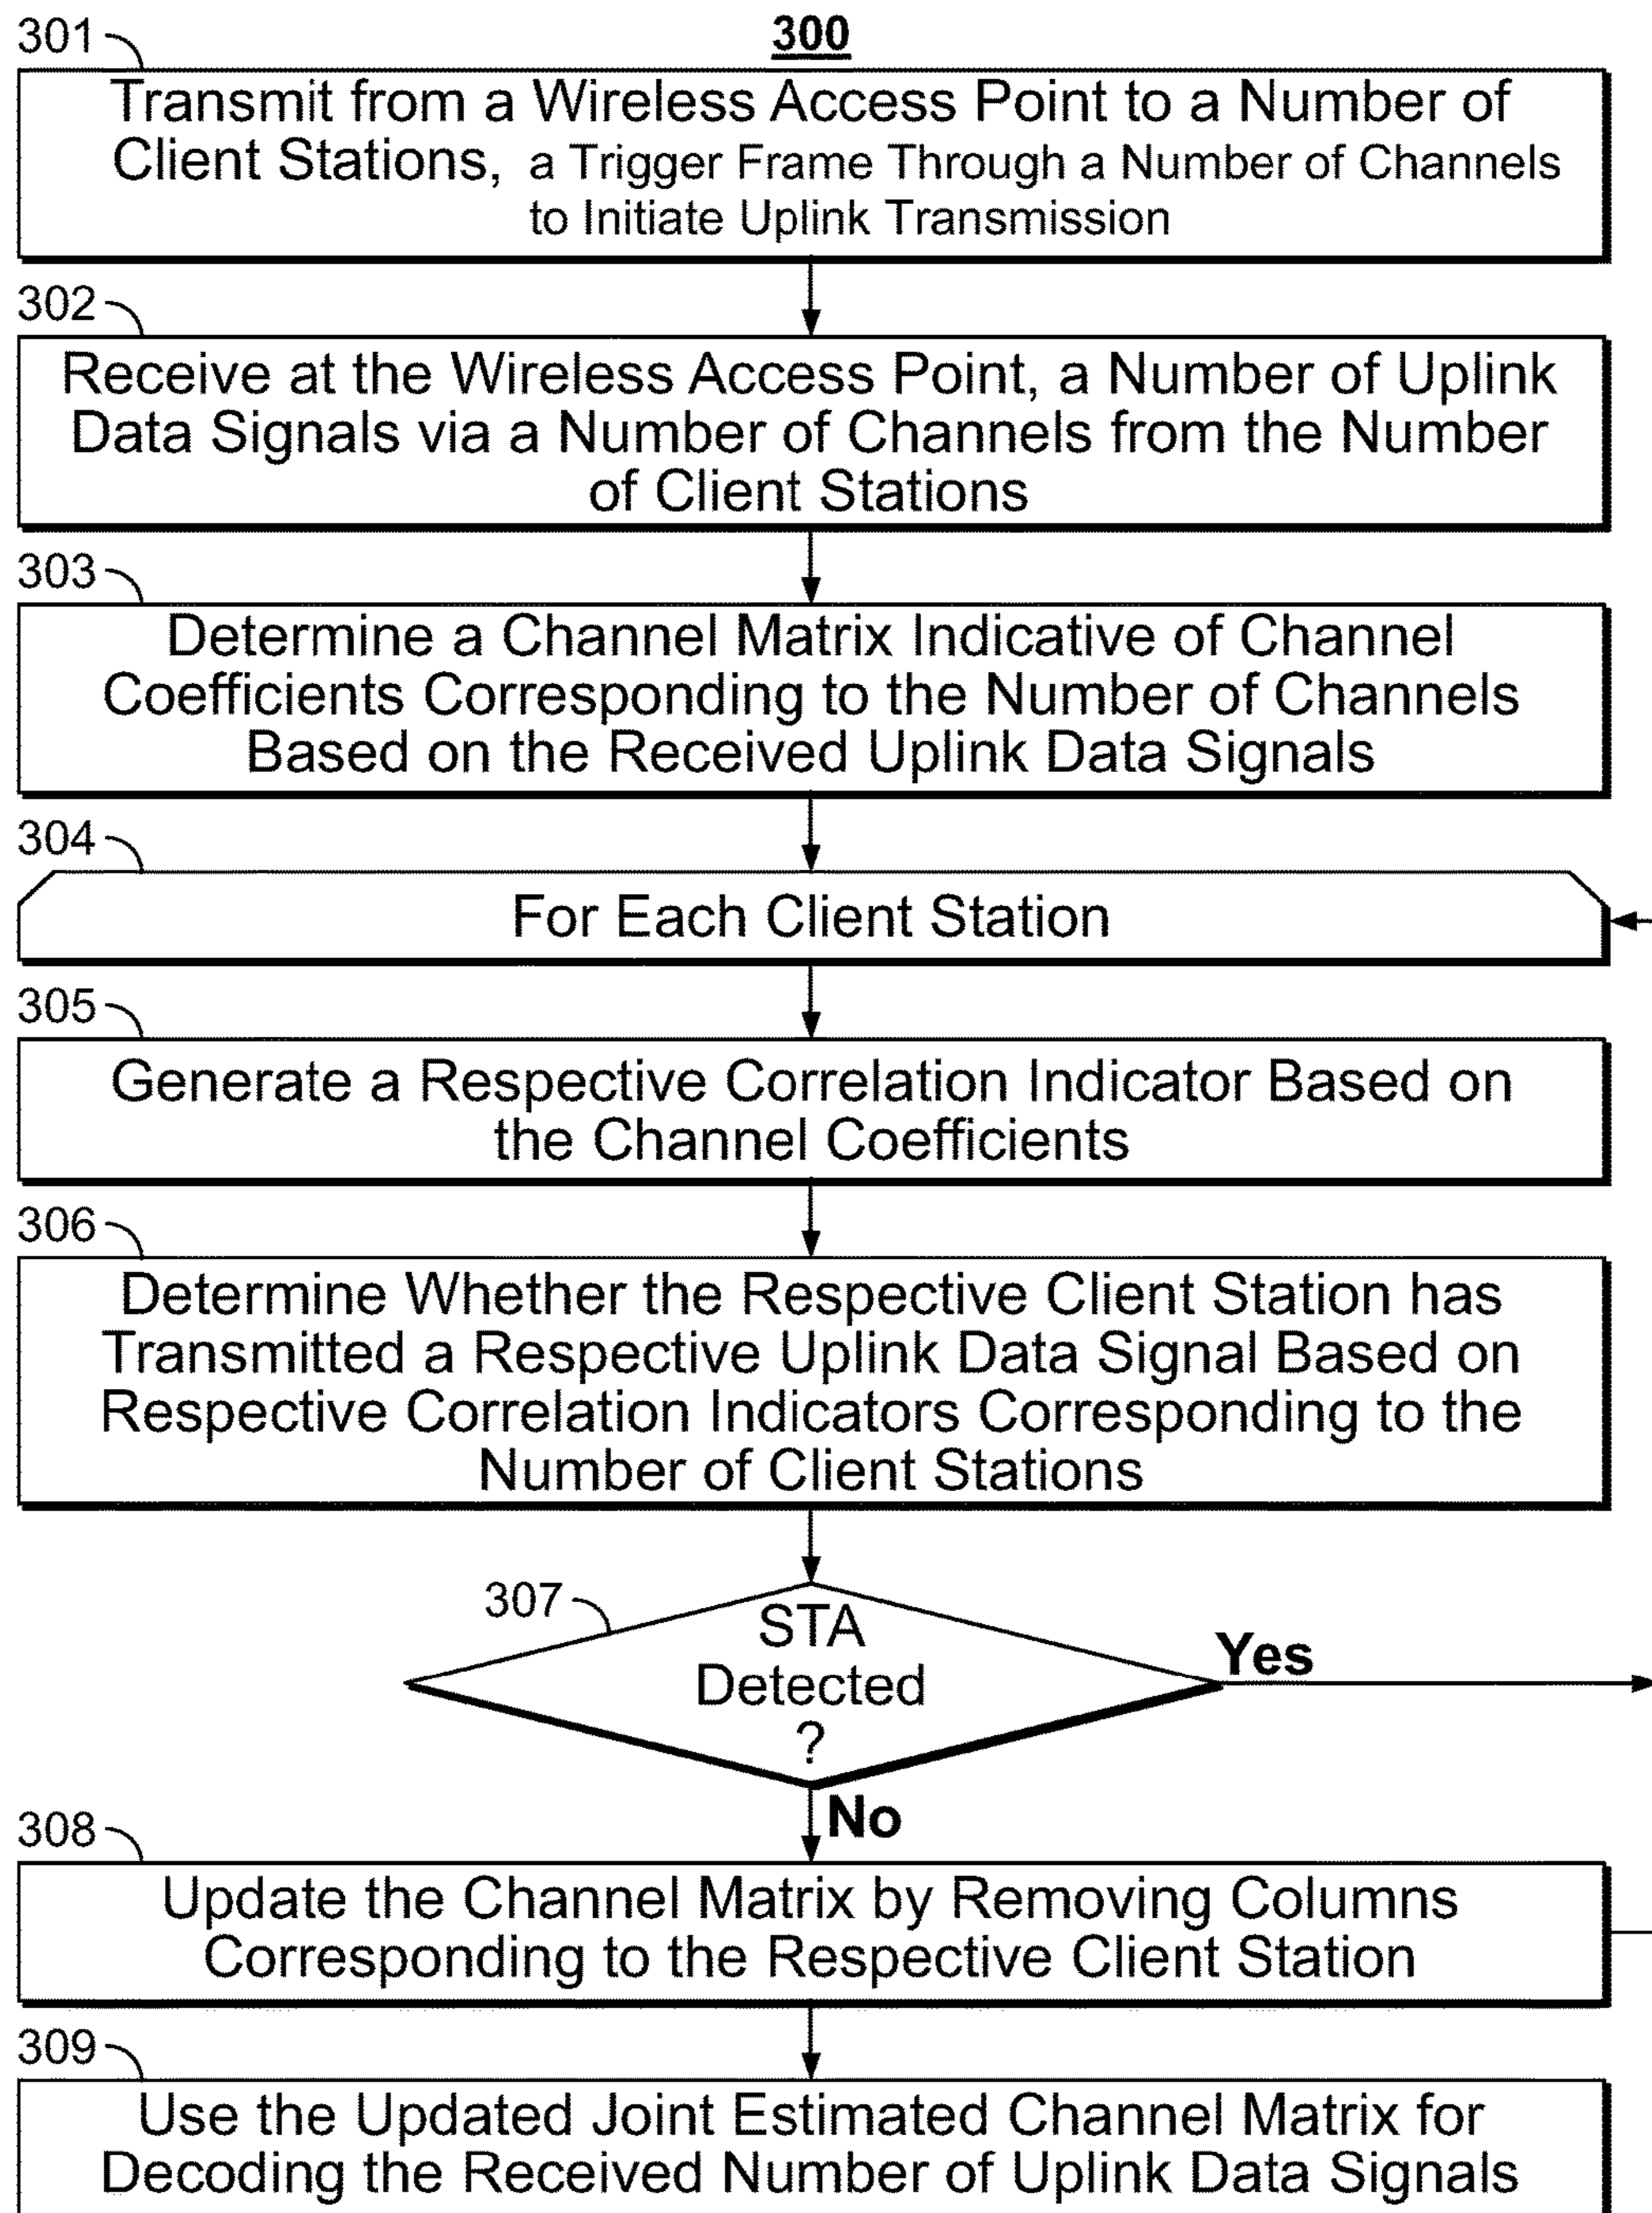 300
301
Transmit from a Wireless Access Point to a Number of
Client Stations, a Trigger Frame Through a Number of Channels
to Initiate Uplink Transmission
302
Receive at the Wireless Access Point, a Number of Uplink
Data Signals via a Number of Channels from the Number
of Client Stations
303
Determine a Channel Matrix Indicative of Channel
Coefficients Corresponding to the Number of Channels
Based on the Received Uplink Data Signals
304
For Each Client Station
305
Generate a Respective Correlation Indicator Based on
the Channel Coefficients
306
Determine Whether the Respective Client Station has
Transmitted a Respective Uplink Data Signal Based on
Respective Correlation Indicators Corresponding to the
Number of Client Stations
307
STA
Detected
?
Yes
No
308
Update the Channel Matrix by Removing Columns
Corresponding to the Respective Client Station
309
Use the Updated Joint Estimated Channel Matrix for
Decoding the Received Number of Uplink Data Signals